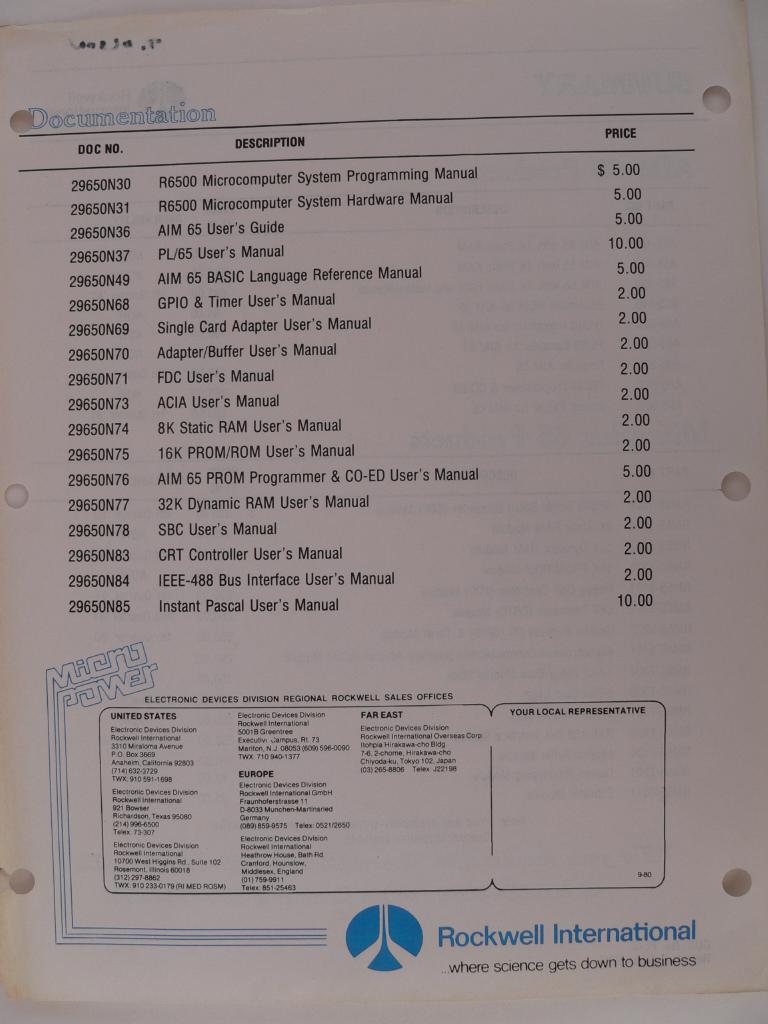 Documentation
DOC NO. DESCRIPTION PRICE
29650N30 R6500 Microcomputer System Programming Manual $ 5.00
29650N31 R6500 Microcomputer System Hardware Manual 5.00
29650N36 AIM 65 User's Guide 5.00
29650N37 PL/65 User's Manual 10.00
29650N49 AIM 65 BASIC Language Reference Manual 5.00
29650N68 GPIO & Timer User's Manual 2.00
29650N69 Single Card Adapter User's Manual 2.00
29650N70 Adapter/Buffer User's Manual 2.00
29650N71 FDC User's Manual 2.00
29650N73 ACIA User's Manual 2.00
29650N74 8K Static RAM User's Manual 2.00
29650N75 16K PROM/ROM User's Manual 2.00
29650N76 AIM 65 PROM Programmer & CO-ED User's Manual 5.00
29650N77 32K Dynamic RAM User's Manual 2.00
29650N78 SBC User's Manual 2.00
29650N83 CRT Controller User's Manual 2.00
29650N84 IEEE-488 Bus Interface User's Manual 2.00
29650N85 Instant Pascal User's Manual 10.00
Micro
Power
ELECTRONIC DEVICES DIVISION REGIONAL ROCKWELL SALES OFFICES
UNITED STATES
Electronic Devices Division
Rockwell International
3310 Miraloma Avenue
P.O. Box 3669
Anaheim, California 92803
(714) 632-3729
TWX: 910 591-1698
Electronic Devices Division
Rockwell International
921 Bowser
Richardson, Texas 95080
(214) 996-6500
Telex: 73-307
Electronic Devices Division
Rockwell International
10700 West Higgins Rd., Suite 102
Rosemont, Illinois 60018
(312) 297-8862
TWX: 910 233-0179 (RI MED ROSM)
Electronic Devices Division
Rockwell International
5001B Greentree
Executive Campus, Rt. 73
Marlton, N.J. 08053 (609) 596-0090
TWX: 710 940-1377
EUROPE
Electronic Devices Division
Rockwell International GmbH
Fraunhoferstrasse 11
D-8033 Munchen-Martinsried
Germany
(089) 859-9575 Telex: 0521/2650
Electronic Devices Division
Rockwell International
Heathrow House, Bath Rd.
Cranford, Hounslow,
Middlesex, England
(01) 759-9911
Telex: 851-25463
FAR EAST
Electronic Devices Division
Rockwell International Overseas Corp.
Itohpia Hirakawa-cho Bldg.
7-6, 2-chome, Hirakawa-cho
Chiyoda-ku, Tokyo 102, Japan
(03) 265-8806 Telex: J22198
YOUR LOCAL REPRESENTATIVE
9-80
Rockwell International
...where science gets down to business